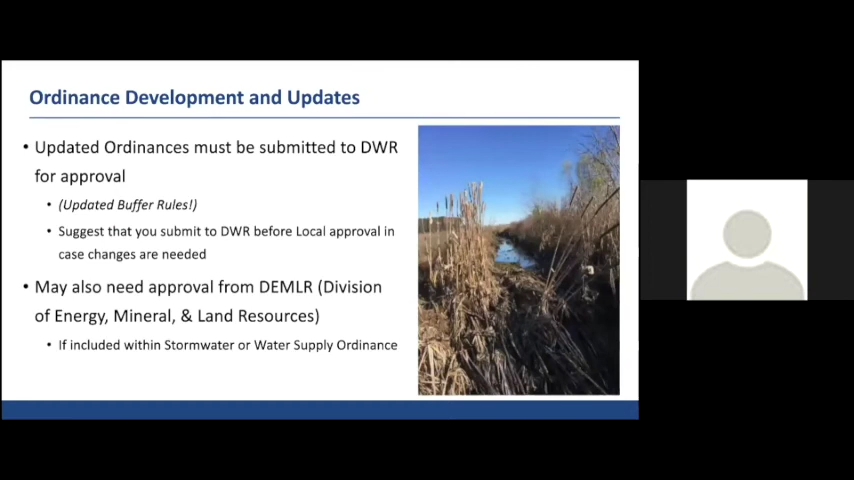 Ordinance Development and Updates
• Updated Ordinances must be submitted to DWR
for approval
• (Updated Buffer Rules!)
• Suggest that you submit to DWR before Local approval in
case changes are needed
• May also need approval from DEMLR (Division
of Energy, Mineral, & Land Resources)
• If included within Stormwater or Water Supply Ordinance